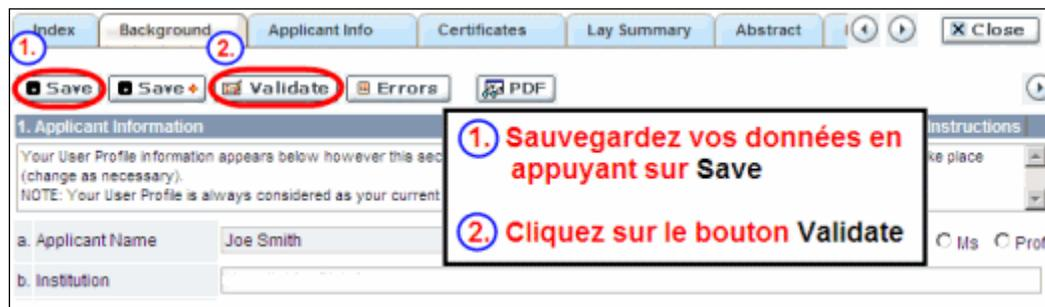 Index Background Applicant Info Certificates Lay Summary Abstract Close
1. 2.
Save Save+ Validate Errors PDF
1. Applicant Information Instructions
Your User Profile information appears below however this sec ke place
(change as necessary).
NOTE: Your User Profile is always considered as your current
1. Sauvegardez vos données en
appuyant sur Save
2. Cliquez sur le bouton Validate
a. Applicant Name Joe Smith Ms Prof
b. Institution